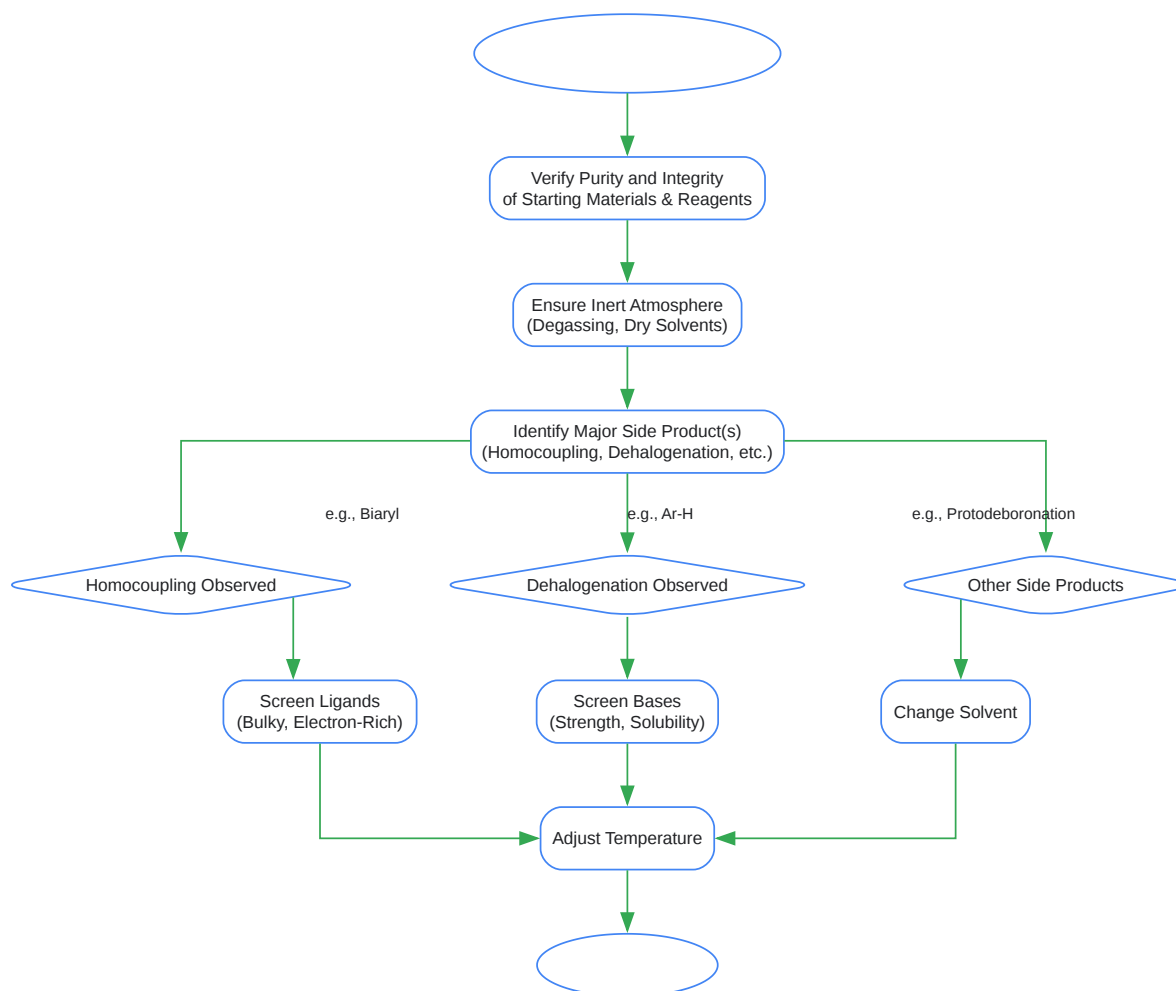 Verify Purity and Integrity
of Starting Materials & Reagents
Ensure Inert Atmosphere
(Degassing, Dry Solvents)
Identify Major Side Product(s)
(Homocoupling, Dehalogenation, etc.)
e.g., Biaryl
e.g., Ar-H
e.g., Protodeboronation
Homocoupling Observed
Dehalogenation Observed
Other Side Products
Screen Ligands
(Bulky, Electron-Rich)
Screen Bases
(Strength, Solubility)
Change Solvent
Adjust Temperature